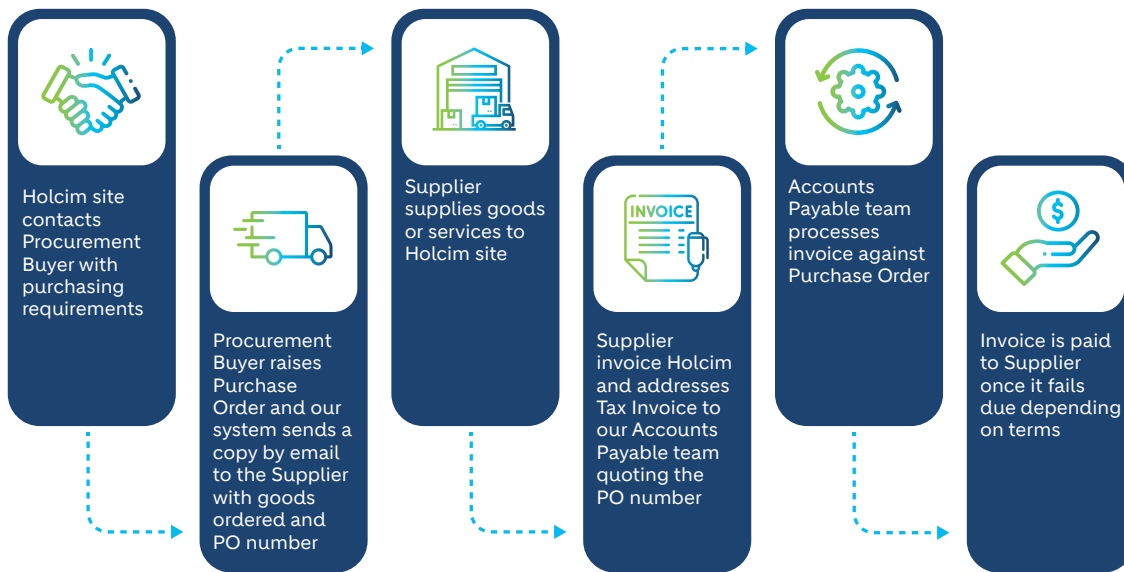 Holcim site
contacts
Procurement
Buyer with
purchasing
requirements
Procurement
Buyer raises
Purchase
Order and our
system sends a
copy by email
to the Supplier
with goods
ordered and
PO number
Supplier
supplies goods
or services to
Holcim site
INVOICE
Supplier
invoice Holcim
and addresses
Tax Invoice to
our Accounts
Payable team
quoting the
PO number
Accounts
Payable team
processes
invoice against
Purchase Order
$
Invoice is paid
to Supplier
once it fails
due depending
on terms